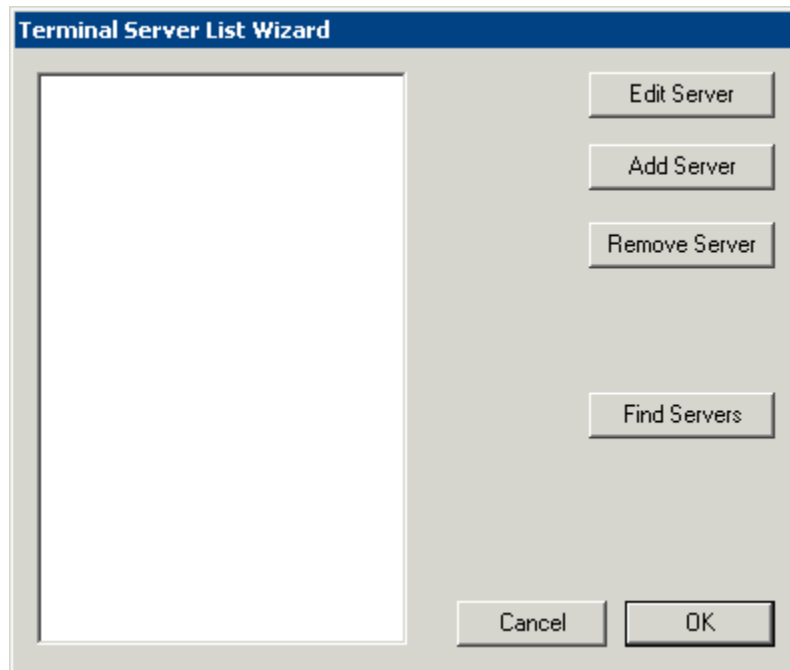 Terminal Server List Wizard
Edit Server
Add Server
Remove Server
Find Servers
Cancel
OK